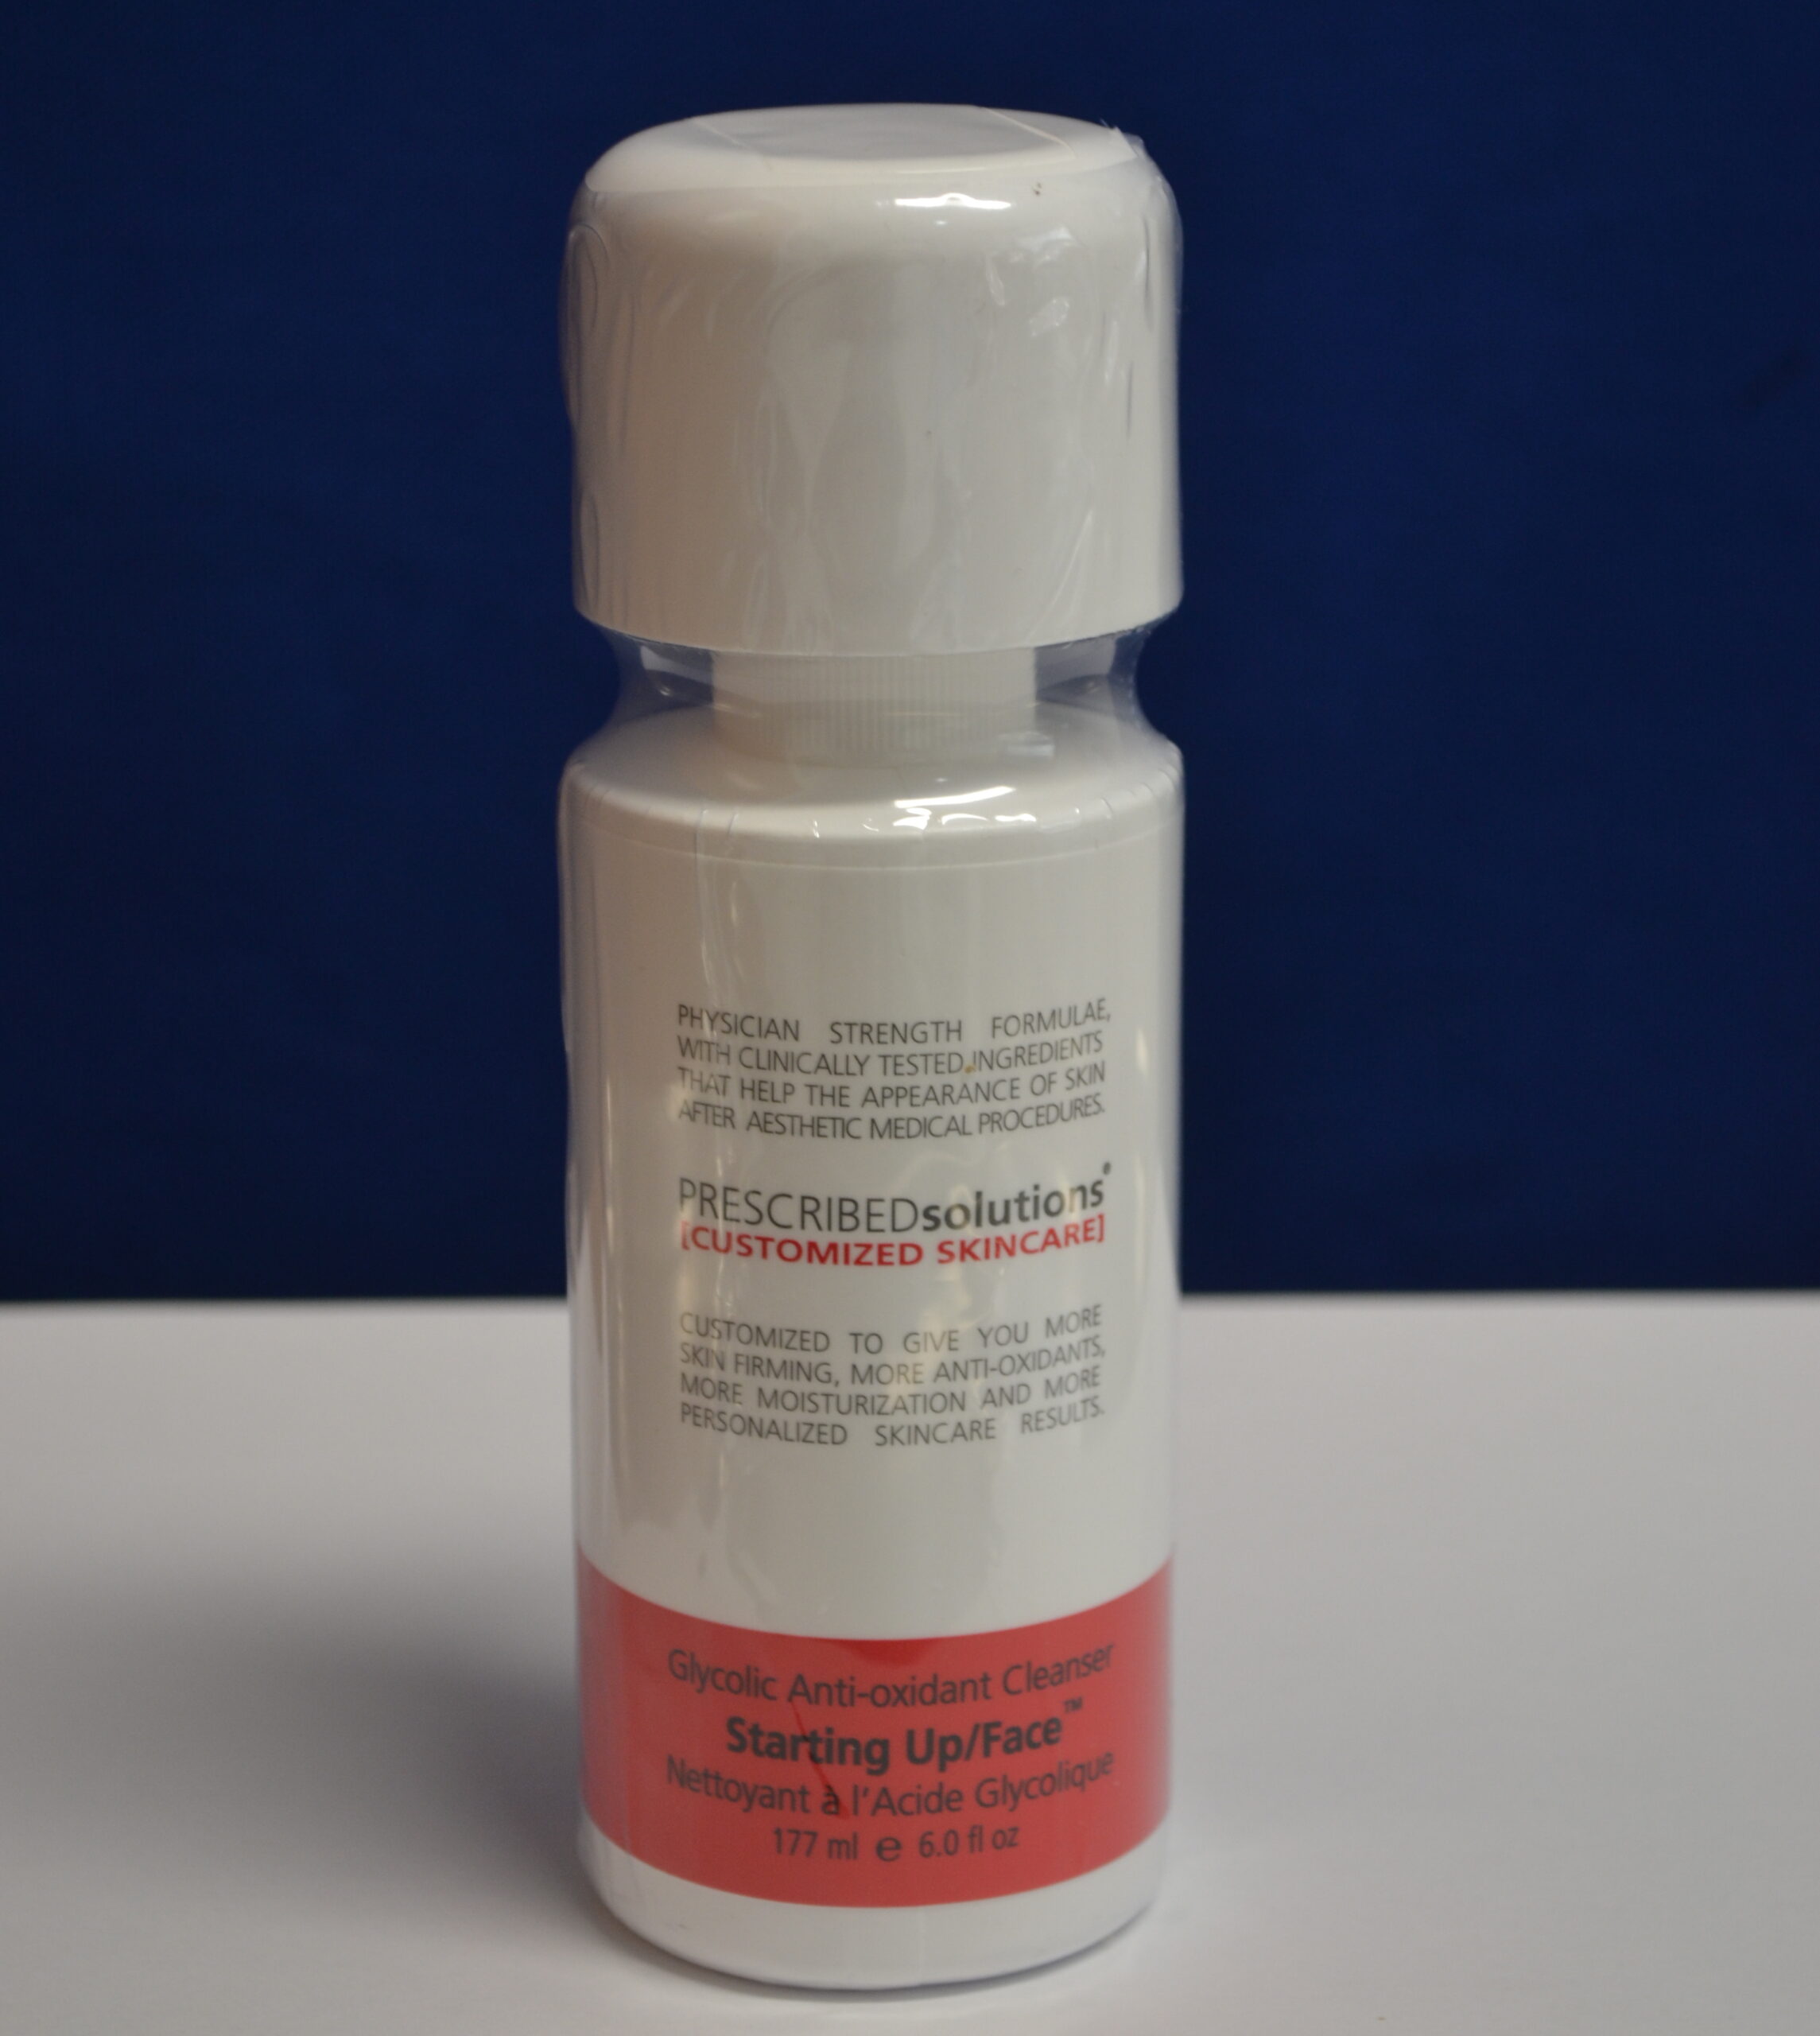 PHYSICIAN STRENGTH FORMULAE,
WITH CLINICALLY TESTED INGREDIENTS
THAT HELP THE APPEARANCE OF SKIN
AFTER AESTHETIC MEDICAL PROCEDURES.
PRESCRIBEDsolutions®
[CUSTOMIZED SKINCARE]
CUSTOMIZED TO GIVE YOU MORE
SKIN FIRMING, MORE ANTI-OXIDANTS,
MORE MOISTURIZATION AND MORE
PERSONALIZED SKINCARE RESULTS.
Glycolic Anti-oxidant Cleanser
Starting Up/Face™
Nettoyant à l'Acide Glycolique
177 ml e 6.0 fl oz